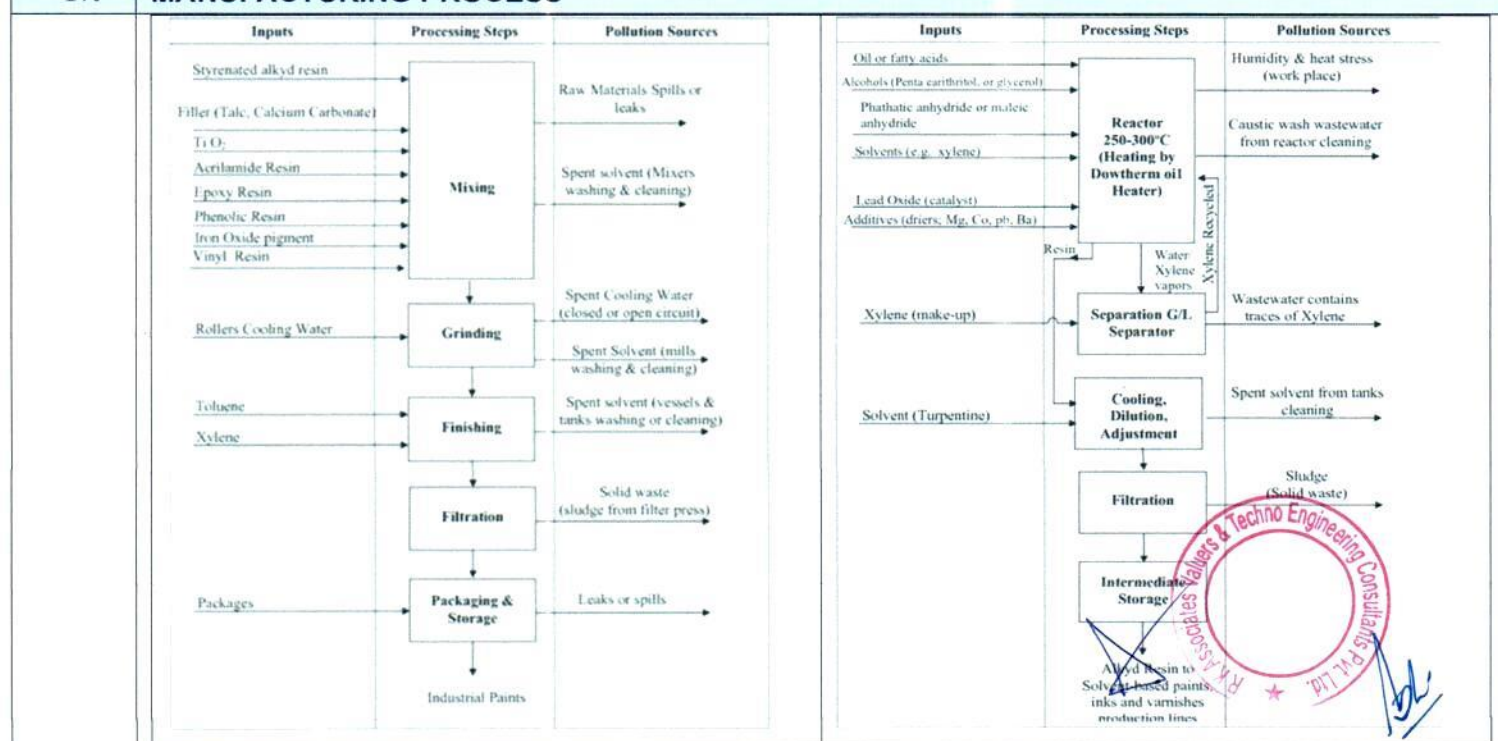 MANUFACTURING PROCESS
Inputs
Processing Steps
Pollution Sources
Styrenated alkyd resin
Filler (Talc, Calcium Carbonate)
Ti O₂
Acrilamide Resin
Epoxy Resin
Phenolic Resin
Iron Oxide pigment
Vinyl Resin
Mixing
Raw Materials Spills or
leaks
Spent solvent (Mixers
washing & cleaning)
Rollers Cooling Water
Grinding
Spent Cooling Water
(closed or open circuit)
Spent Solvent (mills
washing & cleaning)
Toluene
Xylene
Finishing
Spent solvent (vessels &
tanks washing or cleaning)
Filtration
Solid waste
(sludge from filter press)
Packages
Packaging &
Storage
Leaks or spills
Industrial Paints
Inputs
Processing Steps
Pollution Sources
Oil or fatty acids
Alcohols (Penta carithritol, or glycerol)
Phathatic anhydride or maleic
anhydride
Solvents (e.g. xylene)
Lead Oxide (catalyst)
Additives (driers; Mg, Co, pb, Ba)
Reactor
250-300°C
(Heating by
Dowtherm oil
Heater)
Humidity & heat stress
(work place)
Caustic wash wastewater
from reactor cleaning
Resin
Water
Xylene
vapors
Xylene Recycled
Xylene (make-up)
Separation G/L
Separator
Wastewater contains
traces of Xylene
Solvent (Turpentine)
Cooling,
Dilution,
Adjustment
Spent solvent from tanks
cleaning
Filtration
Sludge
(Solid waste)
Intermediate
Storage
Alkyd Resin to
Solvent-based paints,
inks and varnishes
production lines
R K Associates Valuers & Techno Engineering Consultants Pvt. Ltd.